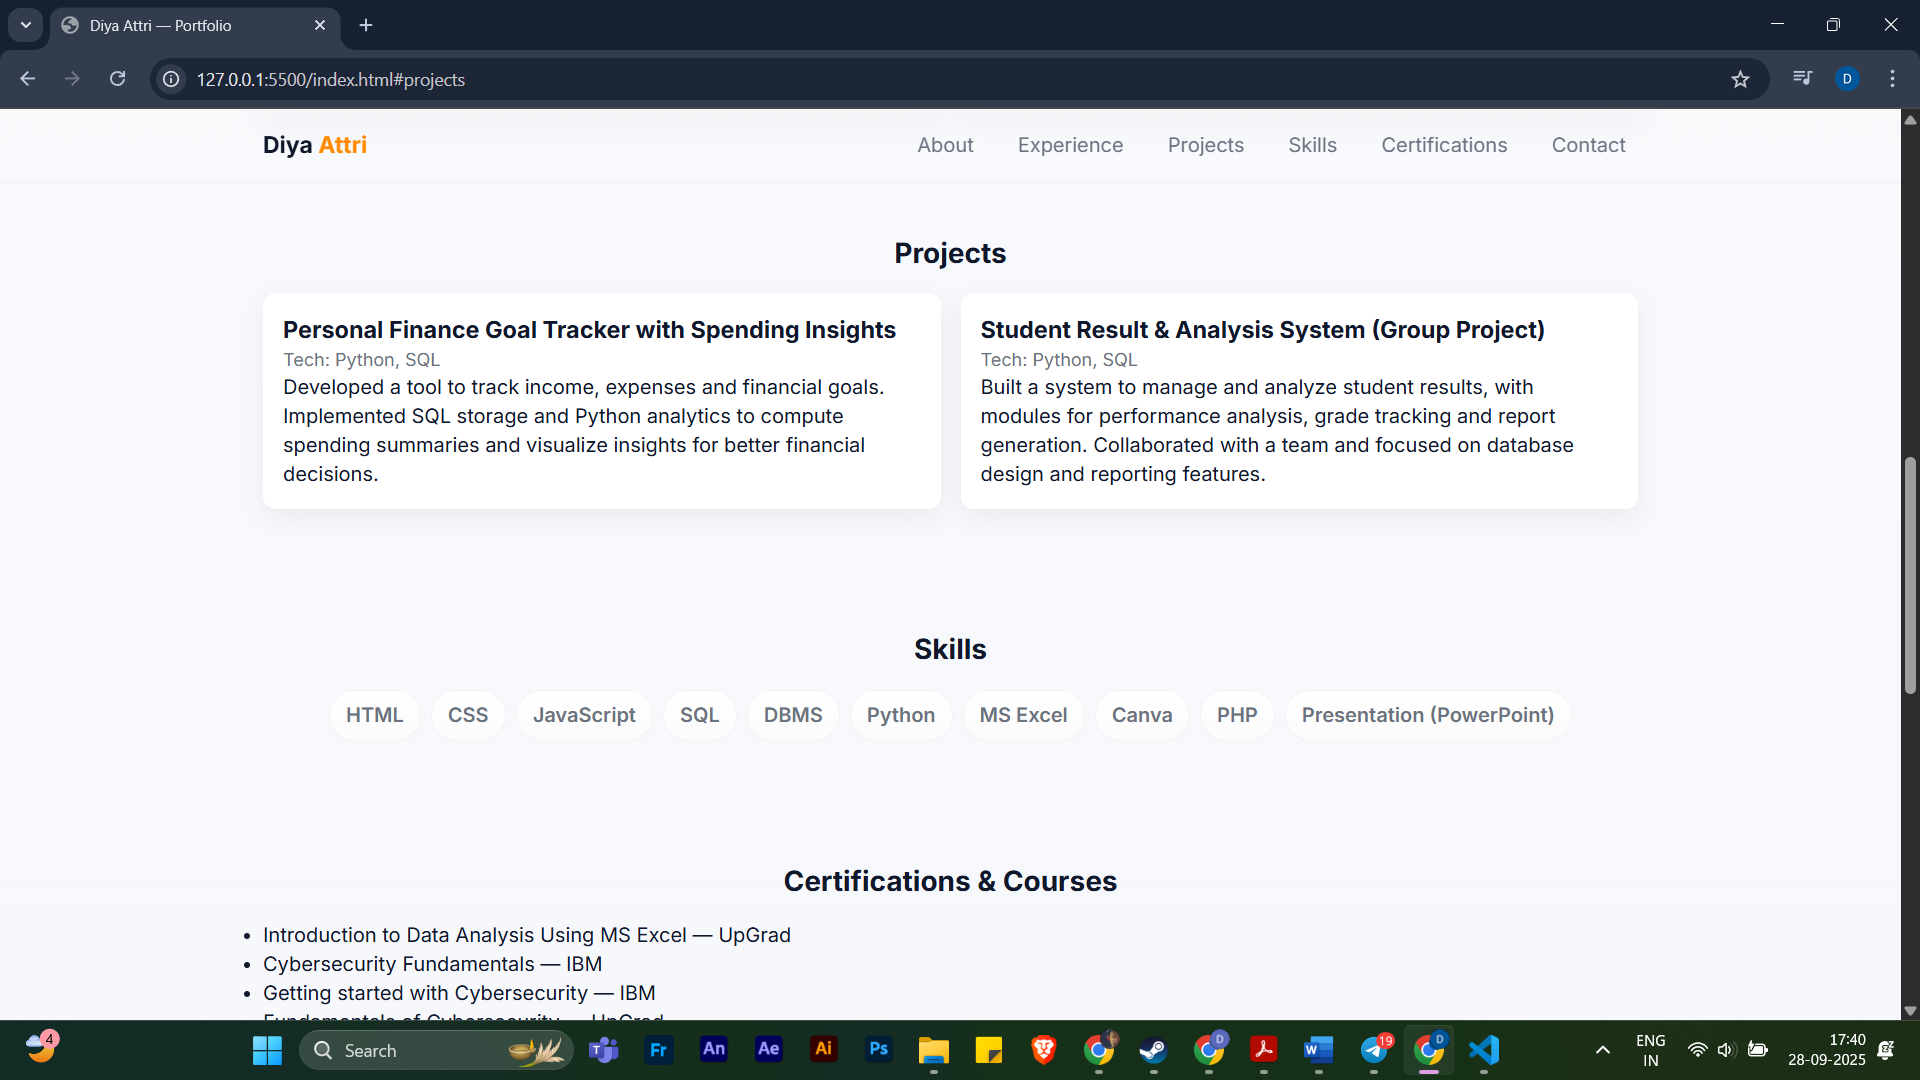 Diya Attri — Portfolio
127.0.0.1:5500/index.html#projects
D
Diya Attri
About Experience Projects Skills Certifications Contact
Projects
Personal Finance Goal Tracker with Spending Insights
Tech: Python, SQL
Developed a tool to track income, expenses and financial goals.
Implemented SQL storage and Python analytics to compute
spending summaries and visualize insights for better financial
decisions.
Student Result & Analysis System (Group Project)
Tech: Python, SQL
Built a system to manage and analyze student results, with
modules for performance analysis, grade tracking and report
generation. Collaborated with a team and focused on database
design and reporting features.
Skills
HTML CSS JavaScript SQL DBMS Python MS Excel Canva PHP Presentation (PowerPoint)
Certifications & Courses
• Introduction to Data Analysis Using MS Excel — UpGrad
• Cybersecurity Fundamentals — IBM
• Getting started with Cybersecurity — IBM
Fundamentals of Cybersecurity — UpGrad
4
Search
T
Fr
An
Ae
Ai
Ps
D
W
19
D
ENG
IN
17:40
28-09-2025